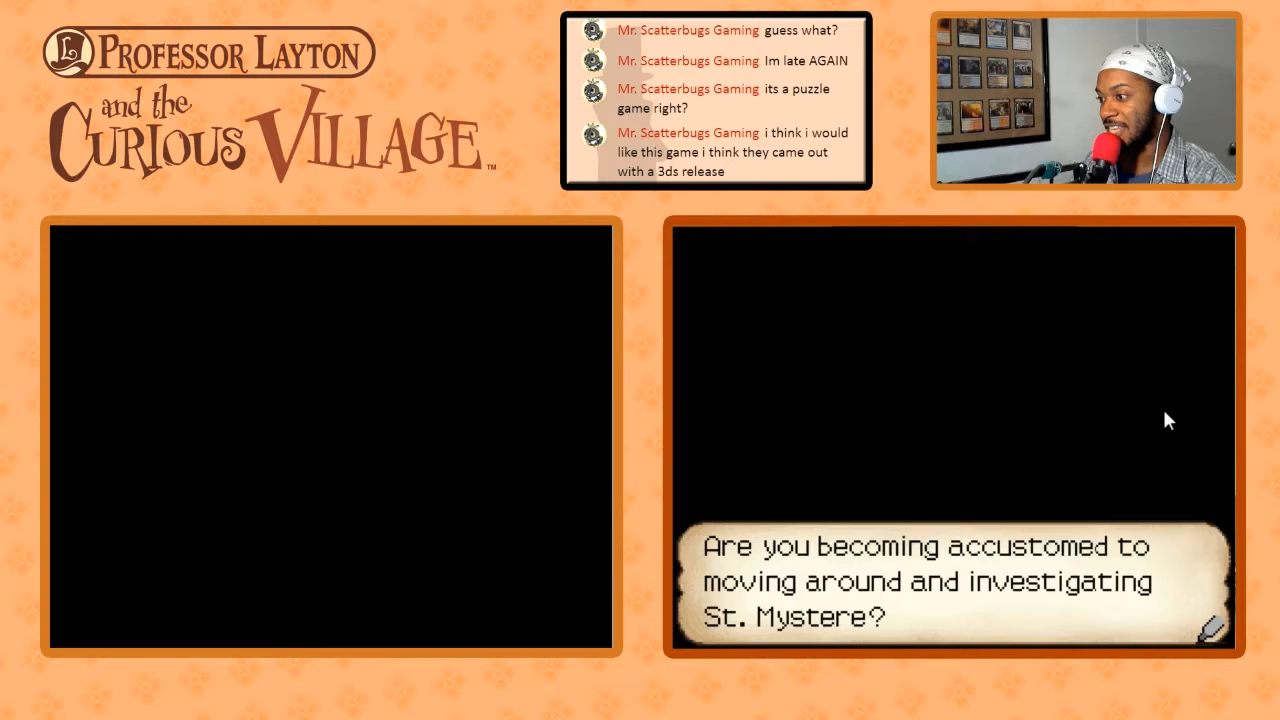 PROFESSOR LAYTON
and the
CURIOUS VILLAGE™
Mr. Scatterbugs Gaming guess what?
Mr. Scatterbugs Gaming Im late AGAIN
Mr. Scatterbugs Gaming its a puzzle
game right?
Mr. Scatterbugs Gaming i think i would
like this game i think they came out
with a 3ds release
Are you becoming accustomed to
moving around and investigating
St. Mystere?